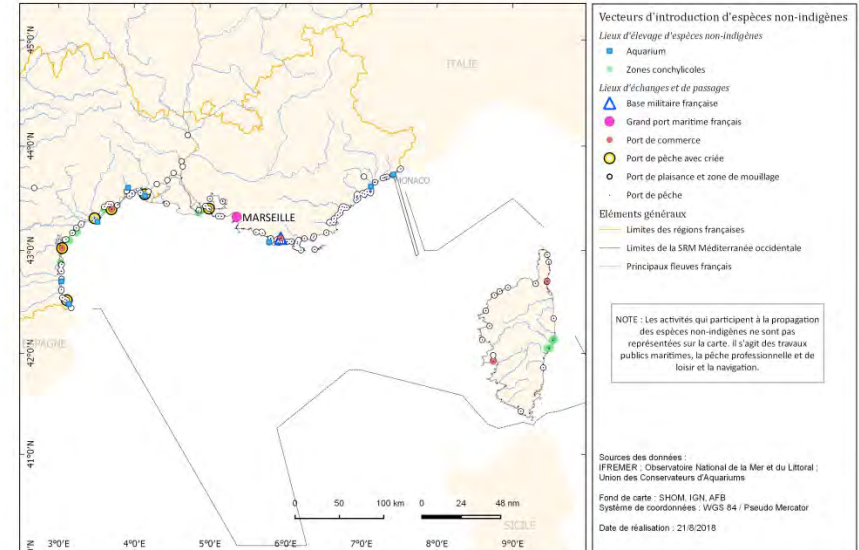 45°0'N
44°0'N
43°0'N
42°0'N
41°0'N
ITALIE
MONACO
MARSEILLE
ESPAGNE
SICILE
0 50 100 km
0 24 48 nm
3°0'E 4°0'E 5°0'E 6°0'E 7°0'E 8°0'E 9°0'E
Vecteurs d'introduction d'espèces non-indigènes
Lieux d'élevage d'espèces non-indigènes
Aquarium
Zones conchylicoles
Lieux d'échanges et de passages
Base militaire française
Grand port maritime français
Port de commerce
Port de pêche avec criée
Port de plaisance et zone de mouillage
Port de pêche
Eléments généraux
Limites des régions françaises
Limites de la SRM Méditerranée occidentale
Principaux fleuves français
NOTE : Les activités qui participent à la propagation
des espèces non-indigènes ne sont pas
représentées sur la carte. il s'agit des travaux
publics maritimes, la pêche professionnelle et de
loisir et la navigation.
Sources des données :
IFREMER ; Observatoire National de la Mer et du Littoral ;
Union des Conservateurs d'Aquariums
Fond de carte : SHOM, IGN, AFB
Système de coordonnées : WGS 84 / Pseudo Mercator
Date de réalisation : 21/8/2018